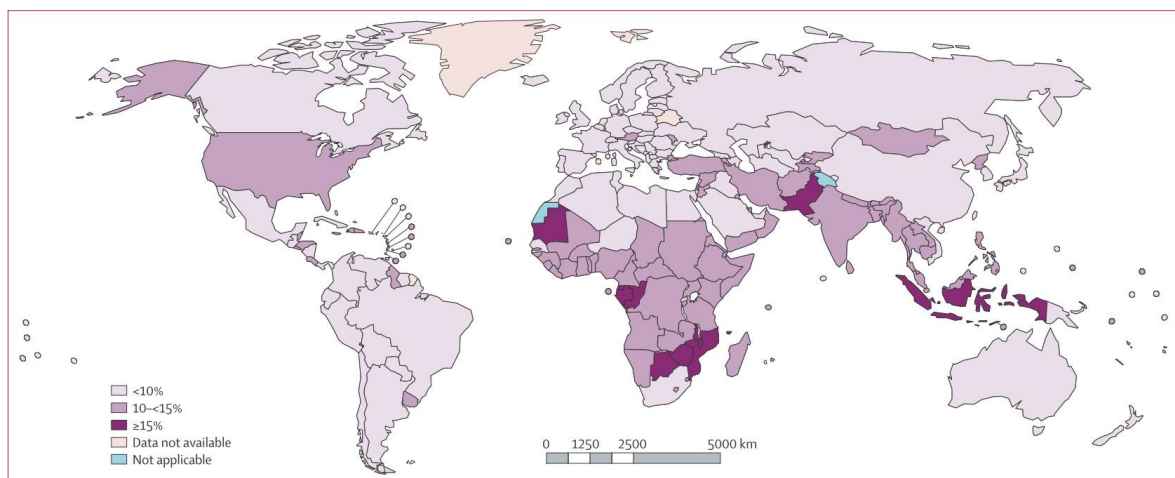 <10%
10–<15%
≥15%
Data not available
Not applicable
0 1250 2500 5000 km